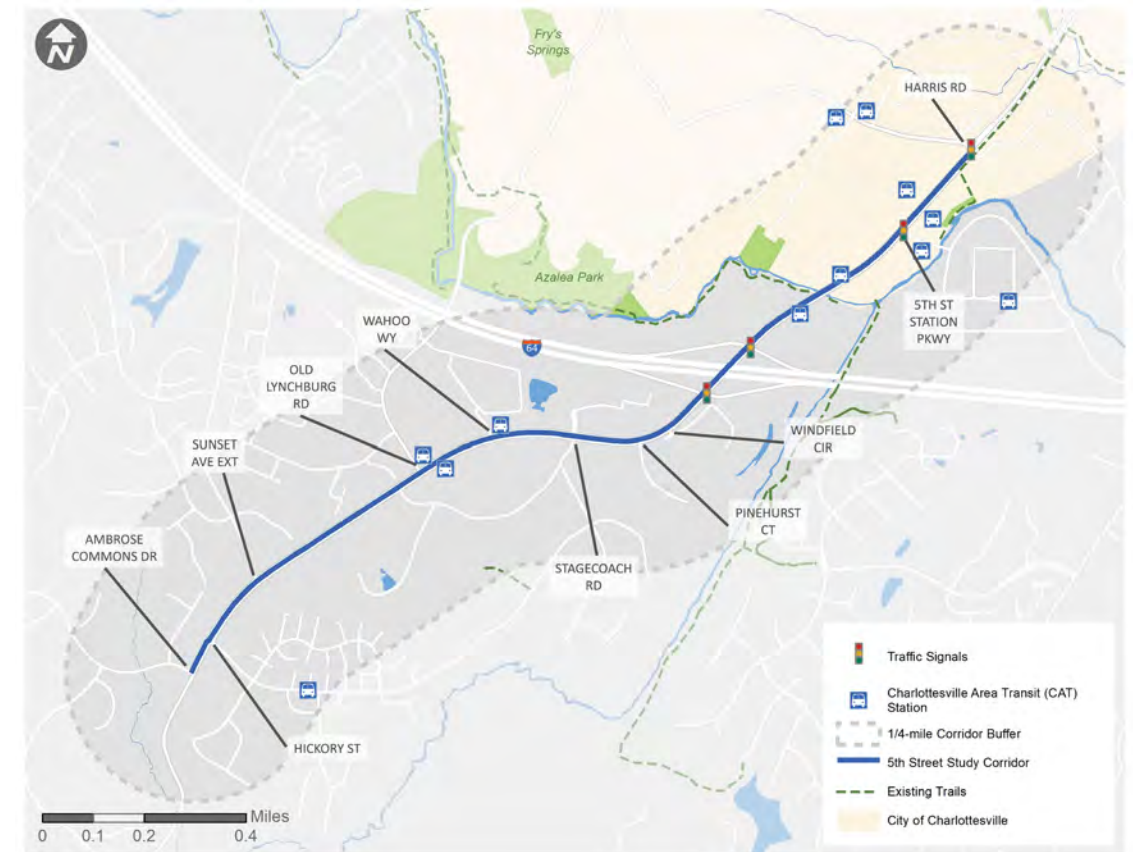 N
Fry's
Springs
HARRIS RD
Azalea Park
WAHOO
WY
64
5TH ST
STATION
PKWY
OLD
LYNCHBURG
RD
SUNSET
AVE EXT
WINDFIELD
CIR
PINEHURST
CT
AMBROSE
COMMONS DR
STAGECOACH
RD
HICKORY ST
Traffic Signals
Charlottesville Area Transit (CAT)
Station
1/4-mile Corridor Buffer
5th Street Study Corridor
Existing Trails
City of Charlottesville
Miles
0 0.1 0.2 0.4